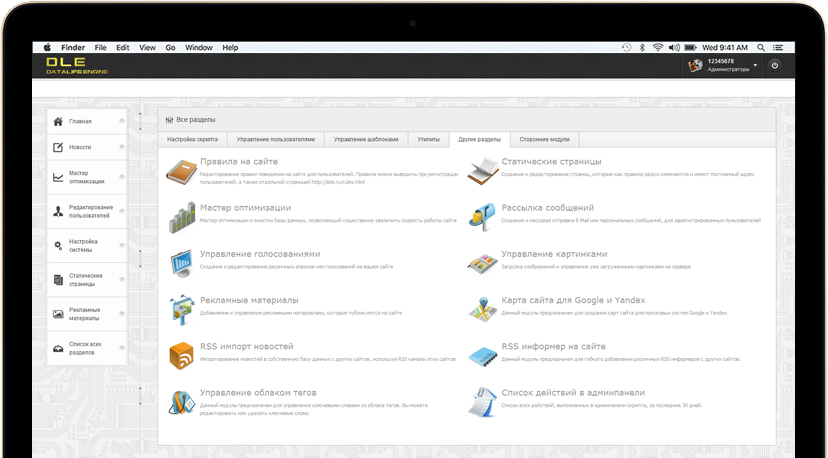 Finder File Edit View Go Window Help Wed 9:41 AM
DLE
DATALIFE ENGINE
12345678
Администраторы
Все разделы
Настройки скрипта Управление пользователями Управление шаблонами Утилиты Другие разделы Сторонние модули
Главная
Новости
Мастер
оптимизации
Редактирование
пользователей
Настройка
системы
Статические
страницы
Рекламные
материалы
Список всех
разделов
Правила на сайте
Редактирование правил поведения на сайте для пользователей. Правила можно выводить при регистрации
пользователей, а также отдельной страницей http://site.ru/rules.html
Статические страницы
Создание и редактирование страниц, которые как правило редко изменяются и имеют постоянный адрес
Мастер оптимизации
Мастер оптимизации и очистки базы данных, позволяющий существенно увеличить скорость работы сайта
Рассылка сообщений
Создание и массовая отправка E-Mail или персональных сообщений, для зарегистрированных пользователей
Управление голосованиями
Создание и редактирование различных опросов или голосований на вашем сайте
Управление картинками
Загрузка изображений и управление уже загруженными картинками на сервере
Рекламные материалы
Добавление и управление рекламными материалами, которые публикуются на сайте
Карта сайта для Google и Yandex
Данный модуль предназначен для создания карт сайта для поисковых систем Google и Yandex.
RSS импорт новостей
Импортирование новостей в собственную базу данных с других сайтов, используя RSS каналы этих сайтов
RSS информер на сайте
Данный модуль предназначен для гибкого добавления различных RSS информеров с других сайтов.
Управление облаком тегов
Данный модуль предназначен для управления ключевыми словами из облака тегов. Вы можете
редактировать или удалять ключевые слова.
Список действий в админпанели
Список всех действий, выполненных в админпанели скрипта, за последние 30 дней.